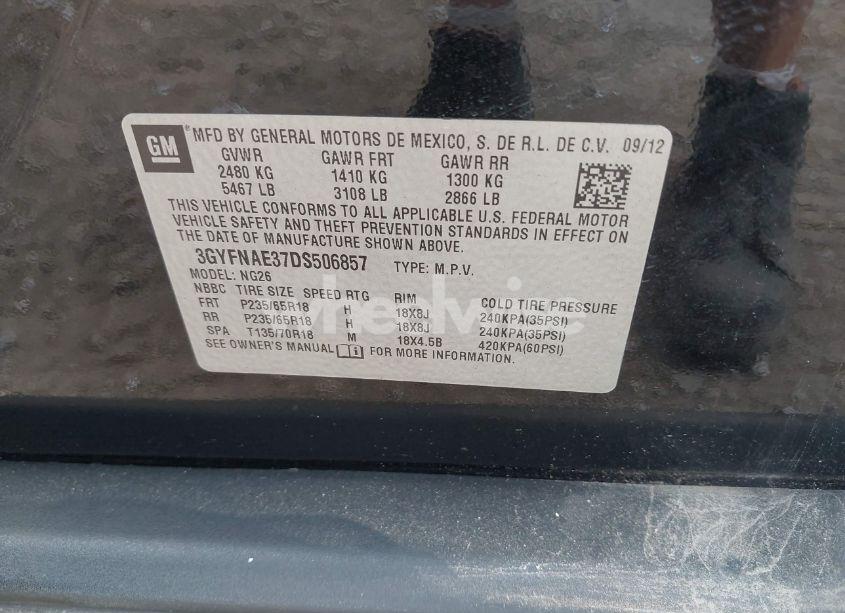 GM
MFD BY GENERAL MOTORS DE MEXICO, S. DE R.L. DE C.V. 09/12
GVWR GAWR FRT GAWR RR
2480 KG 1410 KG 1300 KG
5467 LB 3108 LB 2866 LB
THIS VEHICLE CONFORMS TO ALL APPLICABLE U.S. FEDERAL MOTOR
VEHICLE SAFETY AND THEFT PREVENTION STANDARDS IN EFFECT ON
THE DATE OF MANUFACTURE SHOWN ABOVE.
3GYFNAE37DS506857 TYPE: M.P.V.
MODEL: NG26
NBBC TIRE SIZE SPEED RTG RIM COLD TIRE PRESSURE
FRT P235/65R18 H 18X8J 240KPA(35PSI)
RR P235/65R18 H 18X8J 240KPA(35PSI)
SPA T135/70R18 M 18X4.5B 420KPA(60PSI)
SEE OWNER'S MANUAL FOR MORE INFORMATION.